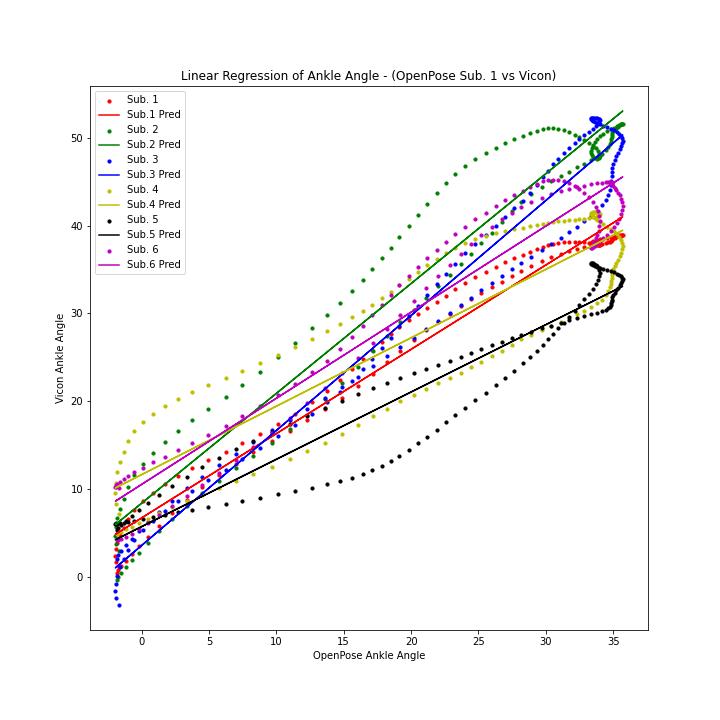 Linear Regression of Ankle Angle - (OpenPose Sub. 1 vs Vicon)
Sub. 1
Sub.1 Pred
Sub. 2
Sub.2 Pred
Sub. 3
Sub.3 Pred
Sub. 4
Sub.4 Pred
Sub. 5
Sub.5 Pred
Sub. 6
Sub.6 Pred
Vicon Ankle Angle
50
40
30
20
10
0
0 5 10 15 20 25 30 35
OpenPose Ankle Angle